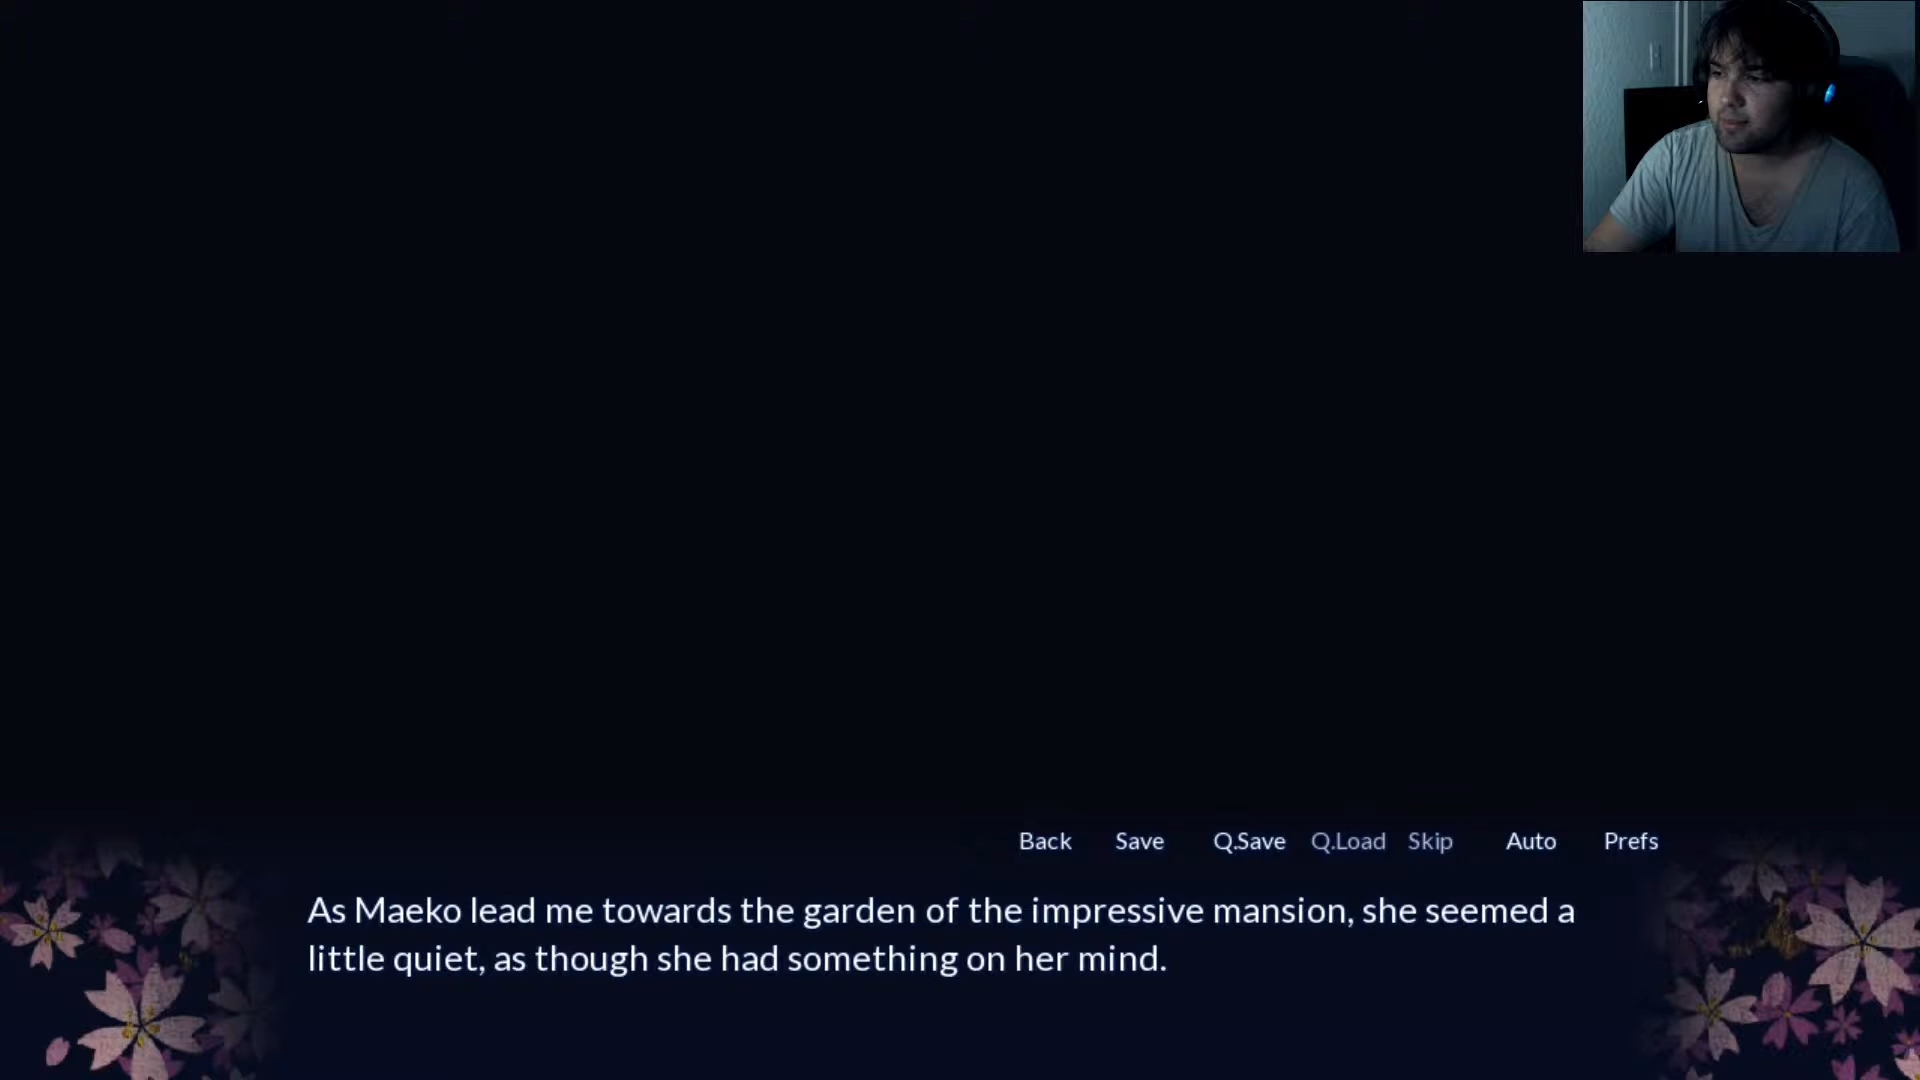 Back Save Q.Save Q.Load Skip Auto Prefs
As Maeko lead me towards the garden of the impressive mansion, she seemed a
little quiet, as though she had something on her mind.